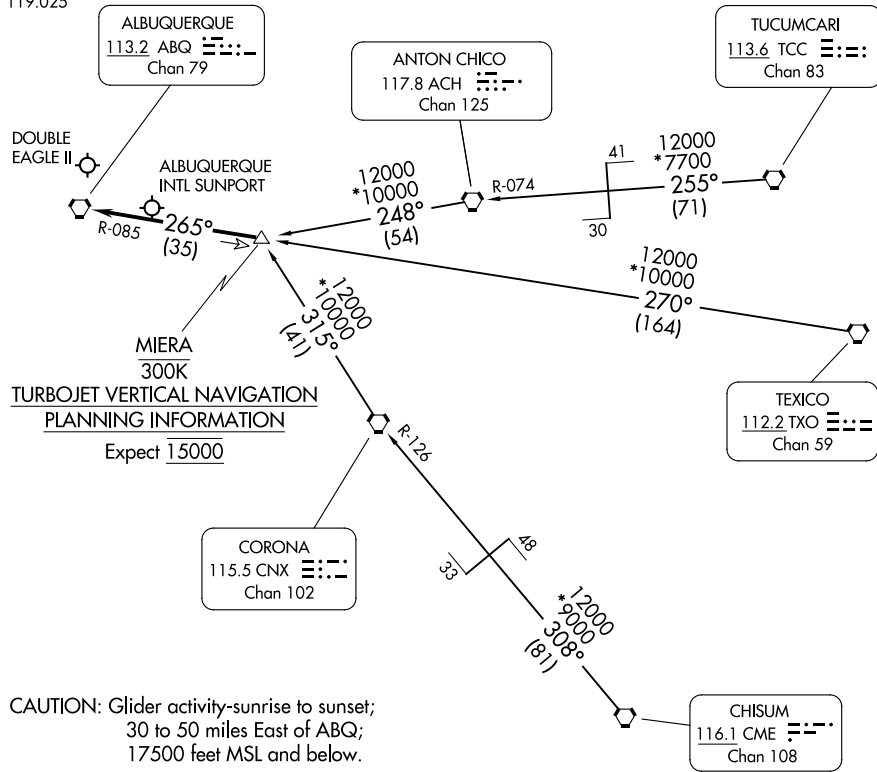 119.025
ALBUQUERQUE
113.2 ABQ
Chan 79
ANTON CHICO
117.8 ACH
Chan 125
TUCUMCARI
113.6 TCC
Chan 83
DOUBLE
EAGLE II
ALBUQUERQUE
INTL SUNPORT
R-085
265°
(35)
12000
*10000
248°
(54)
R-074
41
30
12000
*7700
255°
(71)
12000
*10000
270°
(164)
12000
*10000
315°
(41)
MIERA
300K
TURBOJET VERTICAL NAVIGATION
PLANNING INFORMATION
Expect 15000
TEXICO
112.2 TXO
Chan 59
R-126
CORONA
115.5 CNX
Chan 102
48
33
12000
*9000
308°
(81)
CHISUM
116.1 CME
Chan 108
CAUTION: Glider activity-sunrise to sunset;
30 to 50 miles East of ABQ;
17500 feet MSL and below.